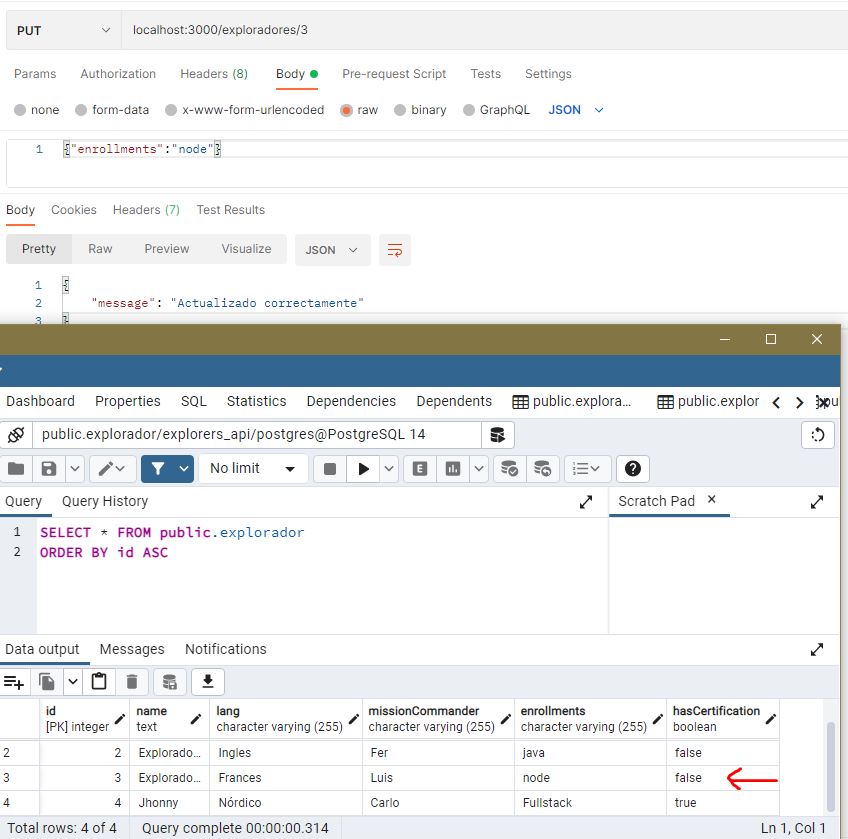 PUT localhost:3000/exploradores/3
Params Authorization Headers (8) Body Pre-request Script Tests Settings
none form-data x-www-form-urlencoded raw binary GraphQL JSON
1 {"enrollments":"node"}
Body Cookies Headers (7) Test Results
Pretty Raw Preview Visualize JSON
1 {
2 "message": "Actualizado correctamente"
3 }
Dashboard Properties SQL Statistics Dependencies Dependents public.explora... public.explor
public.explorador/explorers_api/postgres@PostgreSQL 14
No limit E
Query Query History Scratch Pad
1 SELECT * FROM public.explorador
2 ORDER BY id ASC
Data output Messages Notifications
id name lang missionCommander enrollments hasCertification
[PK] integer text character varying (255) character varying (255) character varying (255) boolean
2 2 Explorado... Ingles Fer java false
3 3 Explorado... Frances Luis node false
4 4 Jhonny Nórdico Carlo Fullstack true
Total rows: 4 of 4 Query complete 00:00:00.314 Ln 1, Col 1